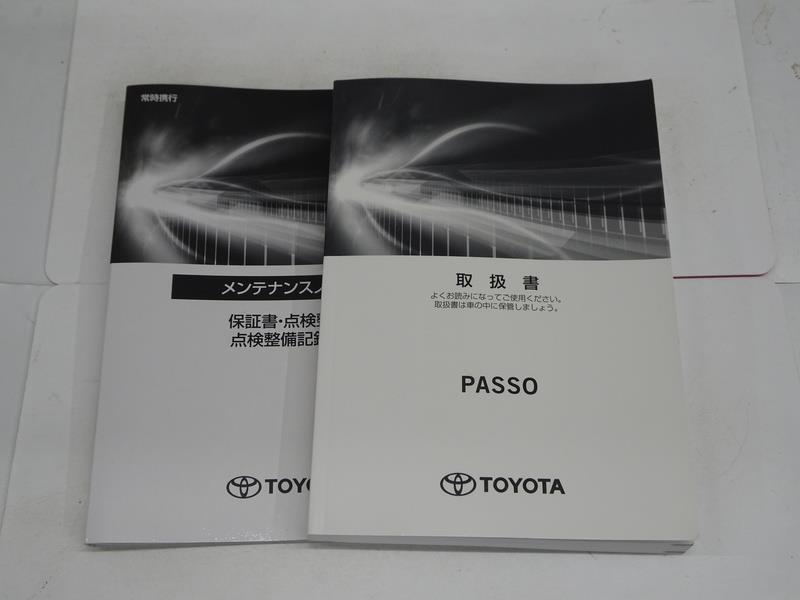 常時携行
メンテナンスノ
保証書・点検整
点検整備記録
TOYO
取扱書
よくお読みになってご使用ください。
取扱書は車の中に保管しましょう。
PASSO
TOYOTA